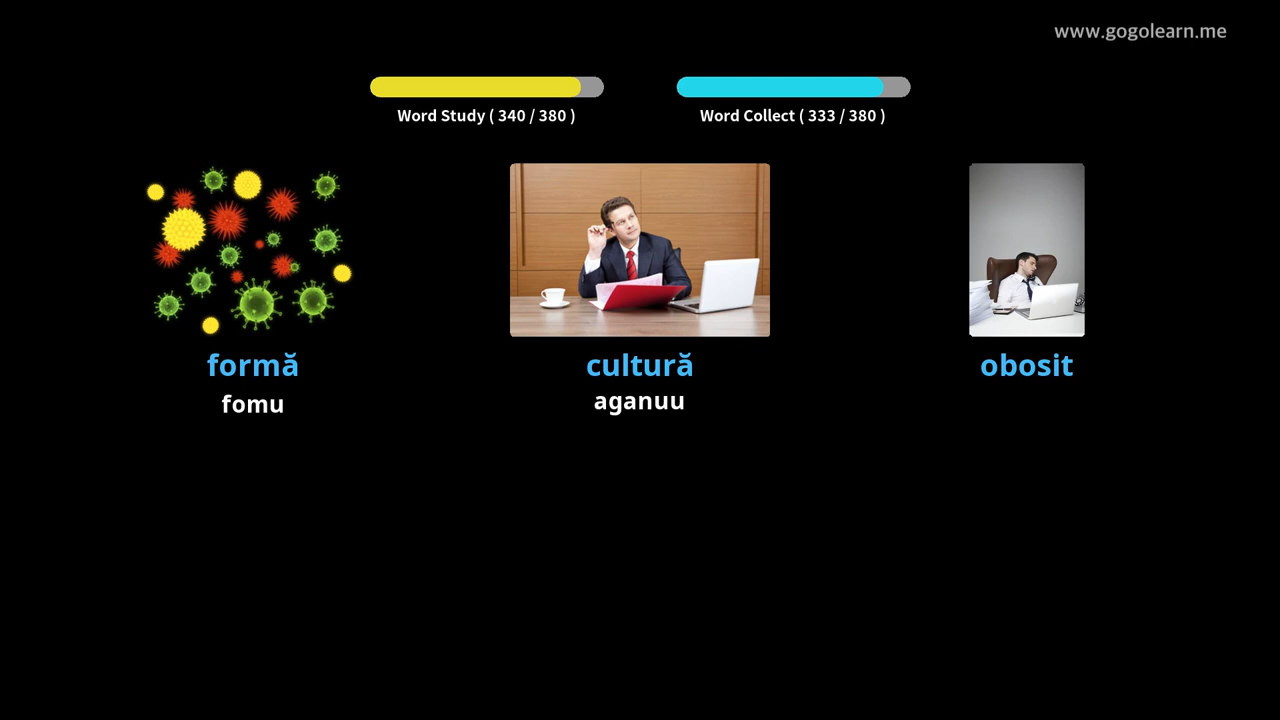 www.gogolearn.me
Word Study ( 340 / 380 )
Word Collect ( 333 / 380 )
formă
cultură
obosit
fomu
aganuu